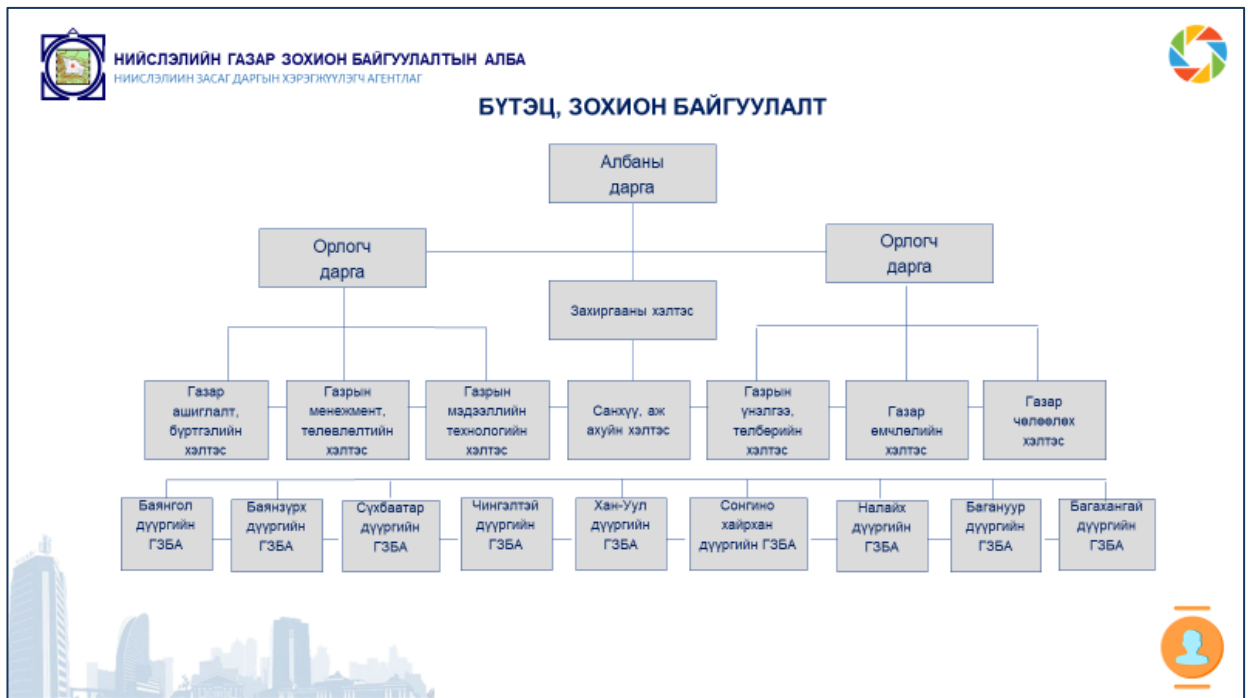 НИЙСЛЭЛИЙН ГАЗАР ЗОХИОН БАЙГУУЛАЛТЫН АЛБА
НИЙСЛЭЛИЙН ЗАСАГ ДАРГЫН ХЭРЭГЖҮҮЛЭГЧ АГЕНТЛАГ
БҮТЭЦ, ЗОХИОН БАЙГУУЛАЛТ
Албаны
дарга
Орлогч
дарга
Орлогч
дарга
Захиргааны хэлтэс
Газар
ашиглалт,
бүртгэлийн
хэлтэс
Газрын
менежмент,
төлөвлөлтийн
хэлтэс
Газрын
мэдээллийн
технологийн
хэлтэс
Санхүү, аж
ахуйн хэлтэс
Газрын
үнэлгээ,
төлбөрийн
хэлтэс
Газар
өмчлөлийн
хэлтэс
Газар
чөлөөлөх
хэлтэс
Баянгол
дүүргийн
ГЗБА
Баянзүрх
дүүргийн
ГЗБА
Сүхбаатар
дүүргийн
ГЗБА
Чингэлтэй
дүүргийн
ГЗБА
Хан-Уул
дүүргийн
ГЗБА
Сонгино
хайрхан
дүүргийн ГЗБА
Налайх
дүүргийн
ГЗБА
Багануур
дүүргийн
ГЗБА
Багахангай
дүүргийн
ГЗБА